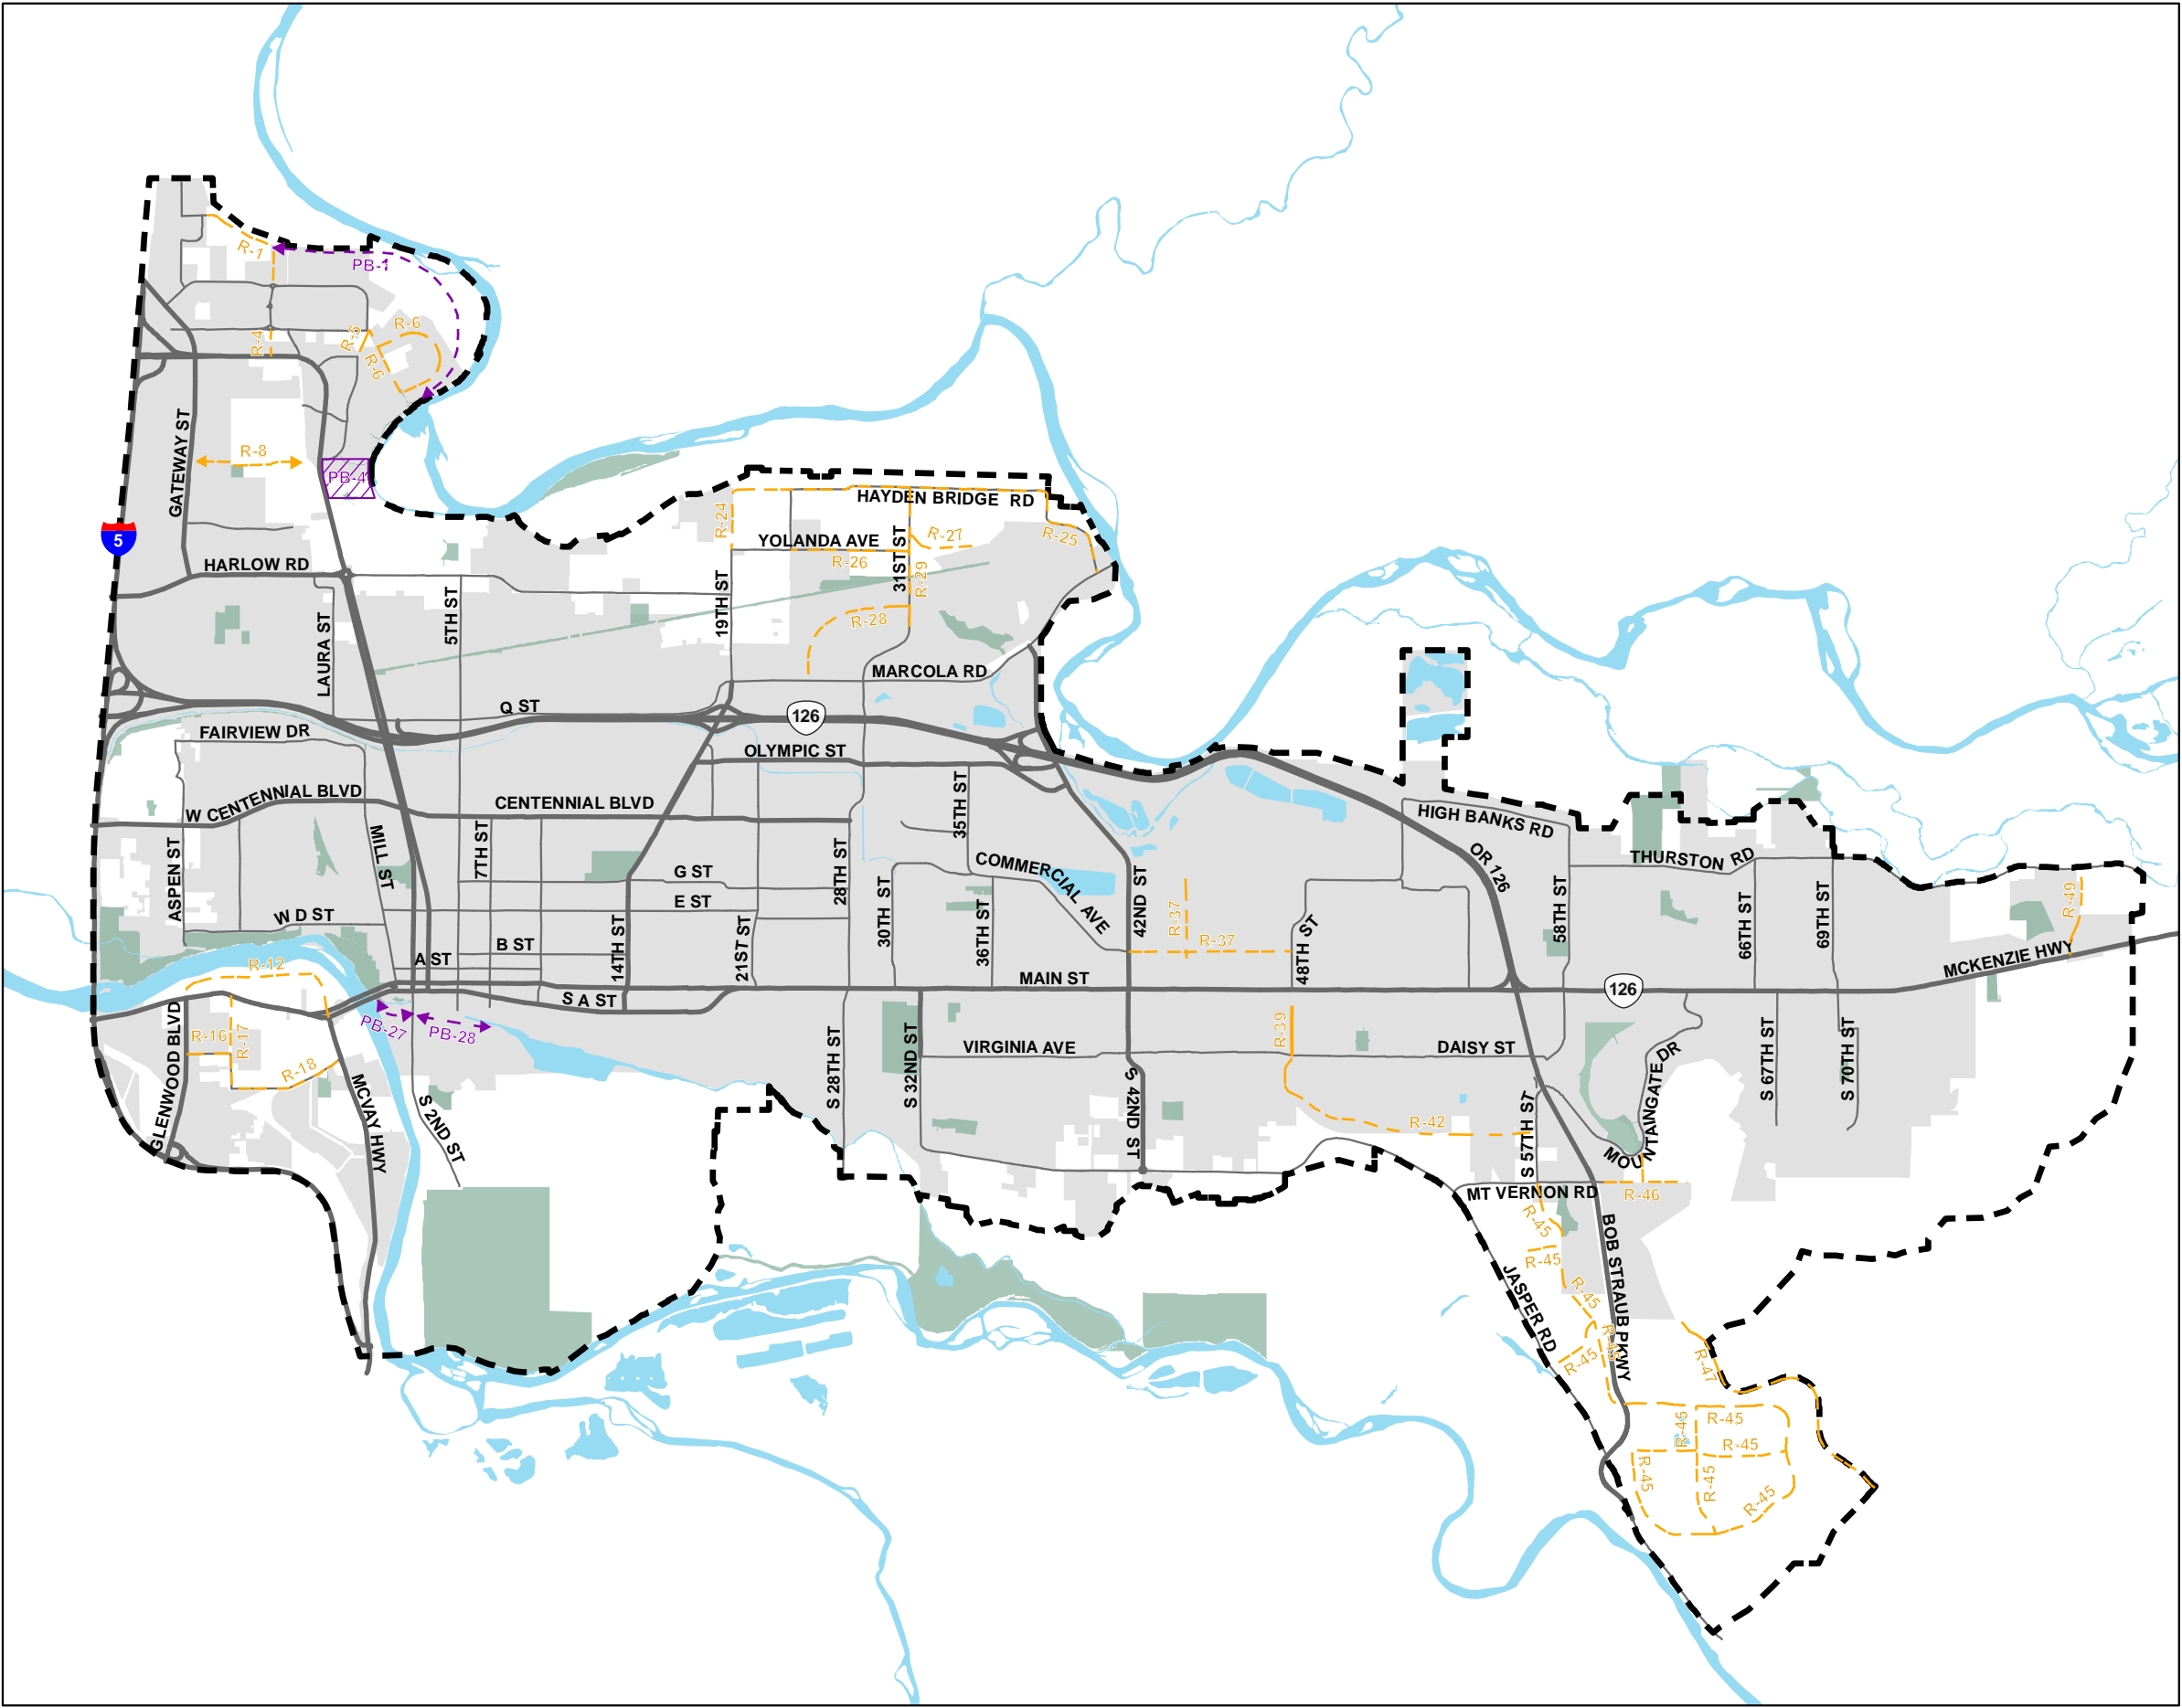 R-1
PB-1
R-4
R-5
R-6
R-6
GATEWAY ST
R-8
PB-4
5
HARLOW RD
LAURA ST
5TH ST
R-24
HAYDEN BRIDGE RD
YOLANDA AVE
31ST ST
R-27
R-25
R-26
R-29
19TH ST
R-28
MARCOLA RD
Q ST
126
FAIRVIEW DR
OLYMPIC ST
W CENTENNIAL BLVD
CENTENNIAL BLVD
35TH ST
HIGH BANKS RD
OR 126
THURSTON RD
ASPEN ST
MILL ST
7TH ST
G ST
E ST
28TH ST
COMMERCIAL AVE
42ND ST
R-37
R-37
48TH ST
58TH ST
66TH ST
69TH ST
R-49
MCKENZIE HWY
W D ST
A ST
B ST
14TH ST
21ST ST
30TH ST
36TH ST
MAIN ST
126
S A ST
R-12
PB-27
PB-28
R-16
R-17
R-18
GLENWOOD BLVD
MCVAY HWY
S 2ND ST
S 28TH ST
S 32ND ST
VIRGINIA AVE
S 42ND ST
R-39
DAISY ST
R-42
S 57TH ST
MOUNTAINGATE DR
S 67TH ST
S 70TH ST
MT VERNON RD
R-46
BOB STRAUB PKWY
JASPER RD
R-45
R-45
R-45
R-45
R-45
R-47
R-45
R-45
R-45
R-45
R-45
R-45